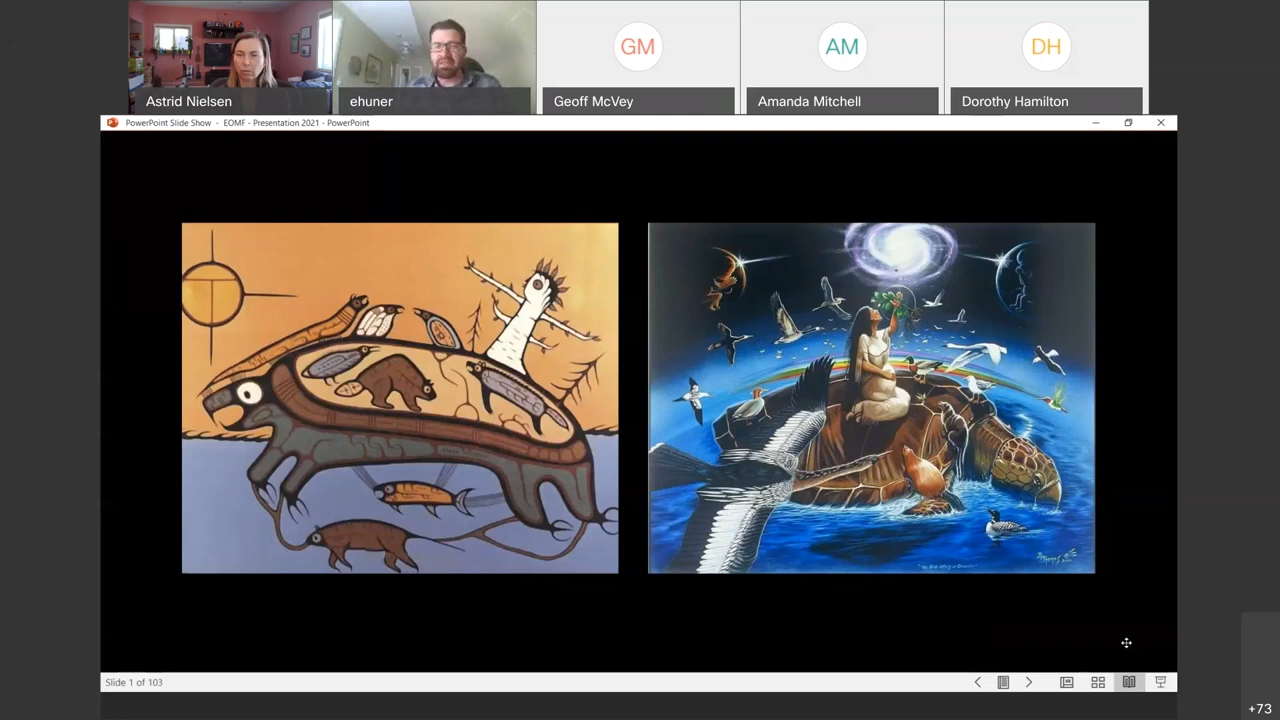 GM
AM
DH
Astrid Nielsen
ehuner
Geoff McVey
Amanda Mitchell
Dorothy Hamilton
PowerPoint Slide Show - EOMF - Presentation 2021 - PowerPoint
Slide 1 of 103
+73